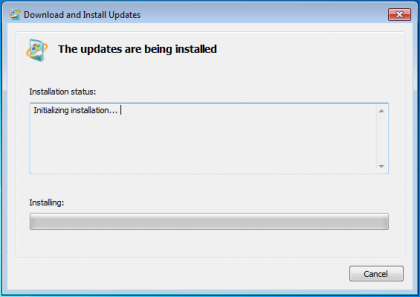 Download and Install Updates
The updates are being installed
Installation status:
Initializing installation...
Installing:
Cancel